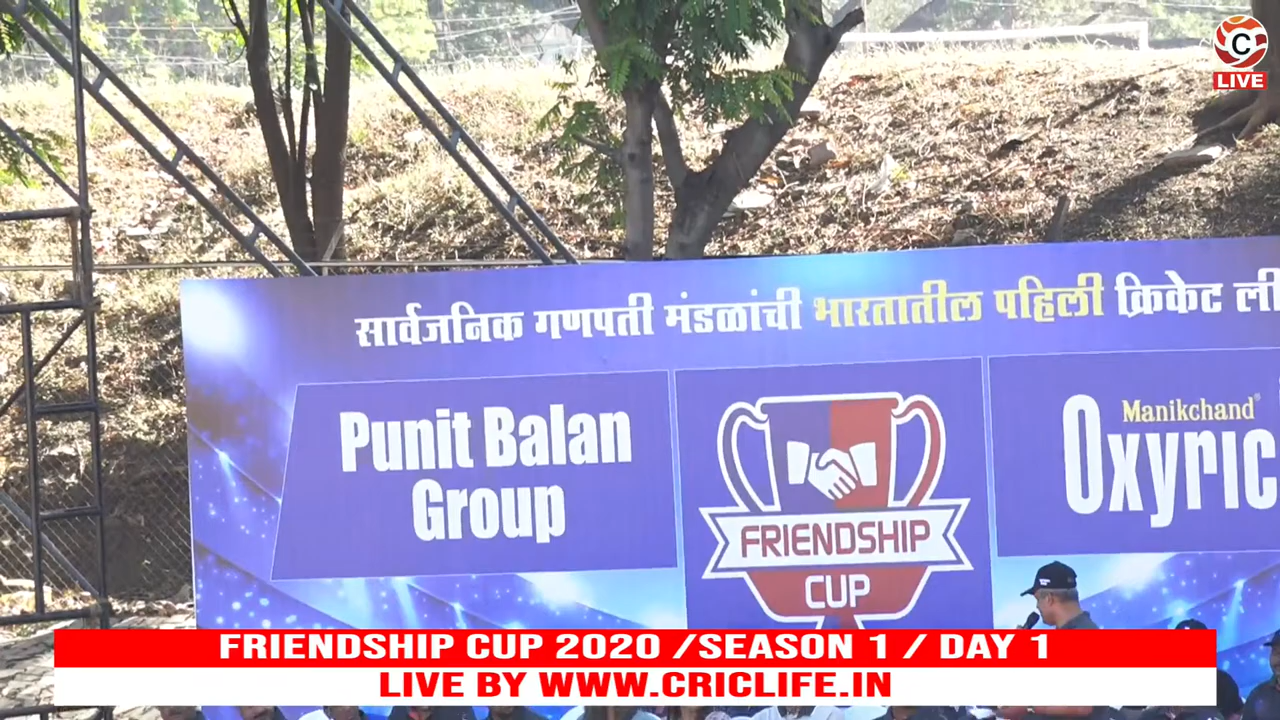 C
LIVE
सार्वजनिक गणपती मंडळांची भारतातील पहिली क्रिकेट ली
Punit Balan
Group
FRIENDSHIP
CUP
Manikchand®
Oxyric
FRIENDSHIP CUP 2020 /SEASON 1 / DAY 1
LIVE BY WWW.CRICLIFE.IN